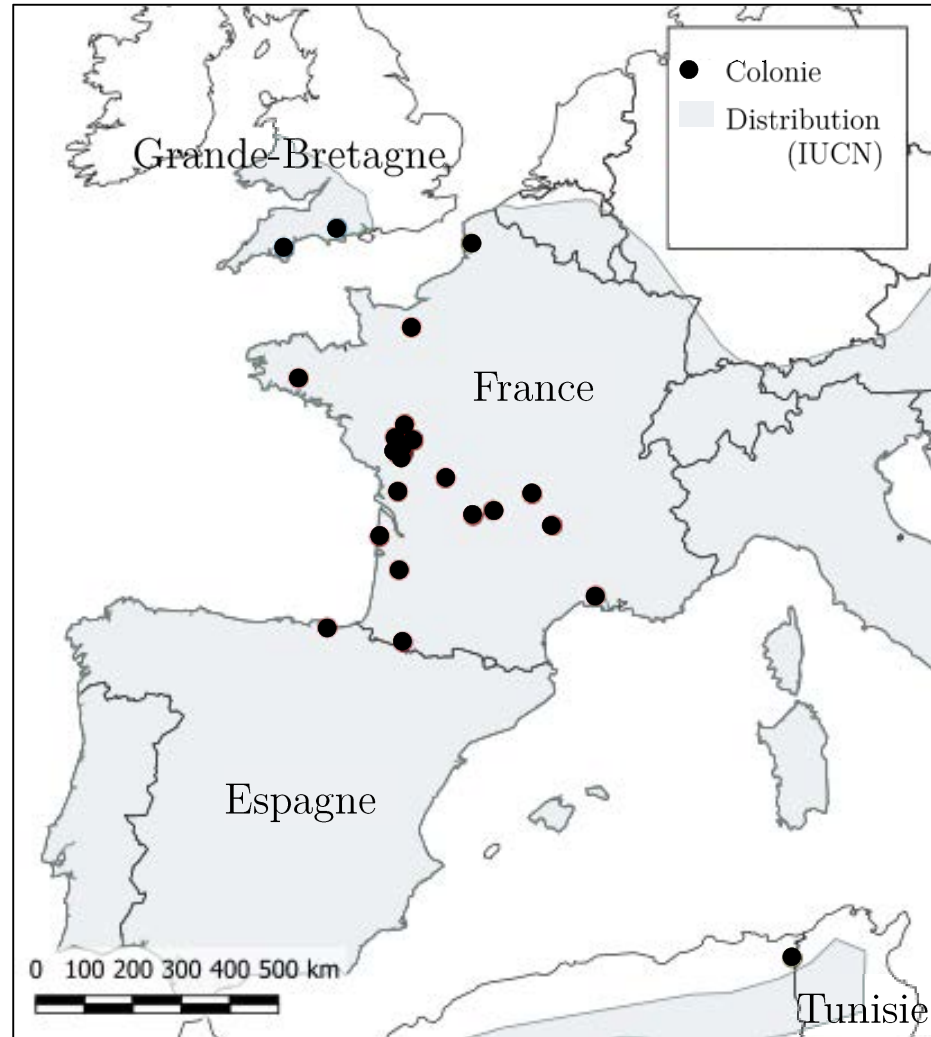 Colonie
Distribution
(IUCN)
Grande-Bretagne
France
Espagne
0 100 200 300 400 500 km
Tunisie